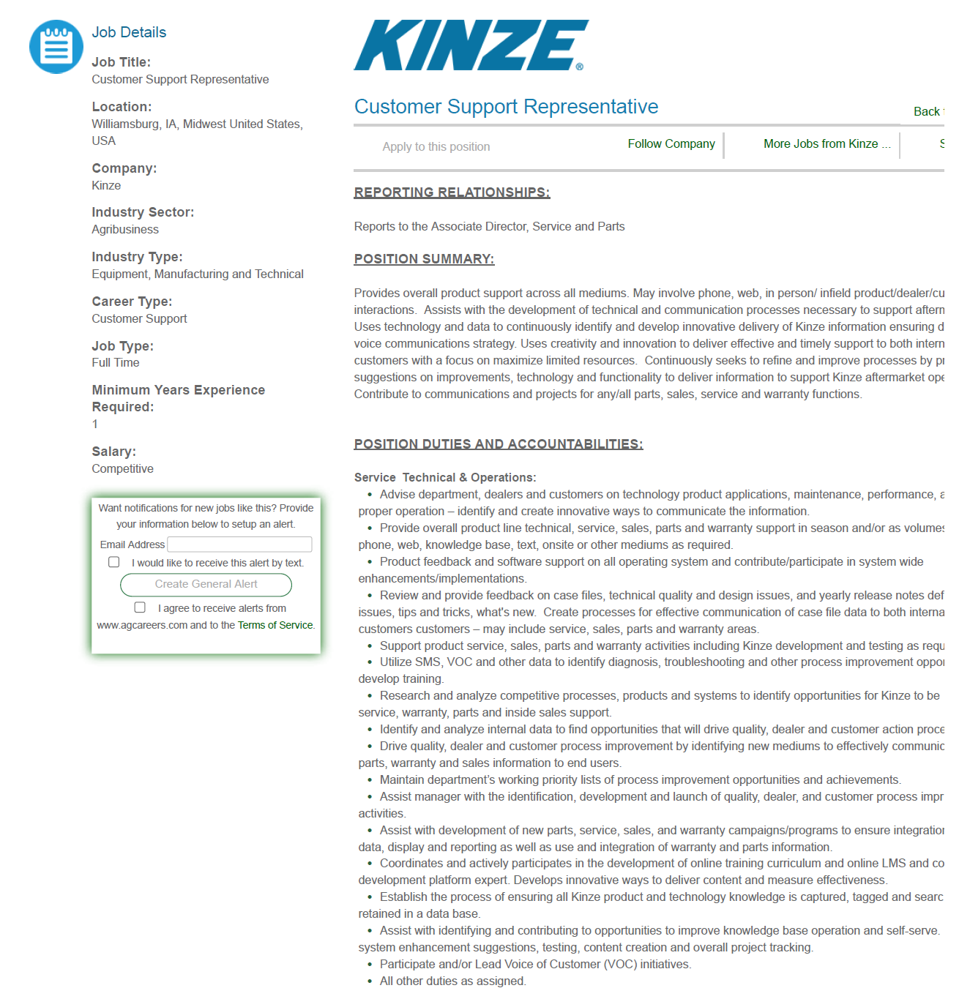 Job Details
Job Title:
Customer Support Representative
Location:
Williamsburg, IA, Midwest United States,
USA
Company:
Kinze
Industry Sector:
Agribusiness
Industry Type:
Equipment, Manufacturing and Technical
Career Type:
Customer Support
Job Type:
Full Time
Minimum Years Experience
Required:
1
Salary:
Competitive
Want notifications for new jobs like this? Provide
your information below to setup an alert.
Email Address
I would like to receive this alert by text.
Create General Alert
I agree to receive alerts from
www.agcareers.com and to the Terms of Service.
KINZE®
Customer Support Representative
Back
Apply to this position
Follow Company
More Jobs from Kinze ...
REPORTING RELATIONSHIPS:
Reports to the Associate Director, Service and Parts
POSITION SUMMARY:
Provides overall product support across all mediums. May involve phone, web, in person/ infield product/dealer/cu
interactions.  Assists with the development of technical and communication processes necessary to support aftern
Uses technology and data to continuously identify and develop innovative delivery of Kinze information ensuring d
voice communications strategy. Uses creativity and innovation to deliver effective and timely support to both intern
customers with a focus on maximize limited resources.  Continuously seeks to refine and improve processes by pr
suggestions on improvements, technology and functionality to deliver information to support Kinze aftermarket ope
Contribute to communications and projects for any/all parts, sales, service and warranty functions.
POSITION DUTIES AND ACCOUNTABILITIES:
Service  Technical & Operations:
• Advise department, dealers and customers on technology product applications, maintenance, performance, a
proper operation – identify and create innovative ways to communicate the information.
• Provide overall product line technical, service, sales, parts and warranty support in season and/or as volumes
phone, web, knowledge base, text, onsite or other mediums as required.
• Product feedback and software support on all operating system and contribute/participate in system wide
enhancements/implementations.
• Review and provide feedback on case files, technical quality and design issues, and yearly release notes def
issues, tips and tricks, what's new.  Create processes for effective communication of case file data to both interna
customers customers – may include service, sales, parts and warranty areas.
• Support product service, sales, parts and warranty activities including Kinze development and testing as requ
• Utilize SMS, VOC and other data to identify diagnosis, troubleshooting and other process improvement oppor
develop training.
• Research and analyze competitive processes, products and systems to identify opportunities for Kinze to be
service, warranty, parts and inside sales support.
• Identify and analyze internal data to find opportunities that will drive quality, dealer and customer action proce
• Drive quality, dealer and customer process improvement by identifying new mediums to effectively communic
parts, warranty and sales information to end users.
• Maintain department’s working priority lists of process improvement opportunities and achievements.
• Assist manager with the identification, development and launch of quality, dealer, and customer process impr
activities.
• Assist with development of new parts, service, sales, and warranty campaigns/programs to ensure integration
data, display and reporting as well as use and integration of warranty and parts information.
• Coordinates and actively participates in the development of online training curriculum and online LMS and co
development platform expert. Develops innovative ways to deliver content and measure effectiveness.
• Establish the process of ensuring all Kinze product and technology knowledge is captured, tagged and searc
retained in a data base.
• Assist with identifying and contributing to opportunities to improve knowledge base operation and self-serve.
system enhancement suggestions, testing, content creation and overall project tracking.
• Participate and/or Lead Voice of Customer (VOC) initiatives.
• All other duties as assigned.